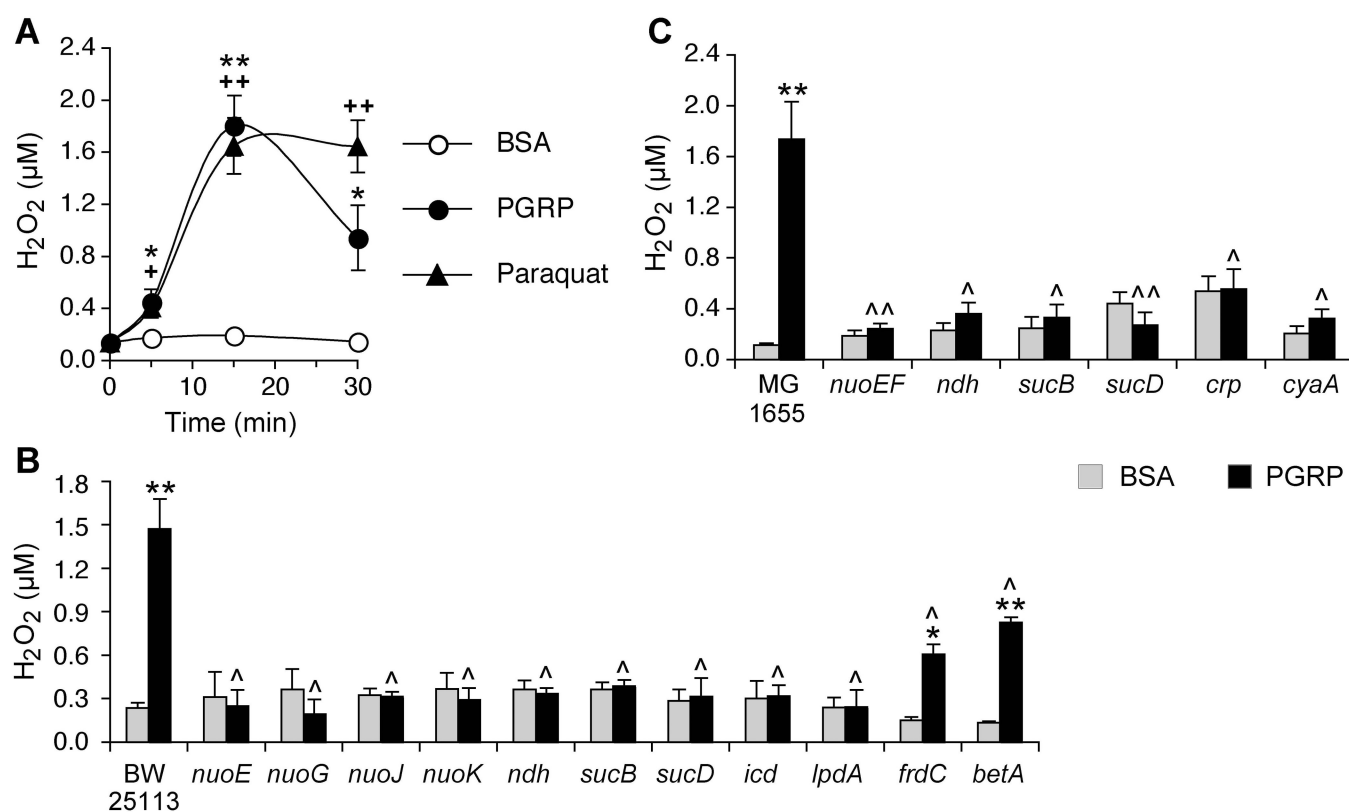 A
2.4
2.0
1.6
1.2
0.8
0.4
0.0
H₂O₂ (μM)
0 10 20 30
Time (min)
*
+
**
++
++
*
BSA
PGRP
Paraquat
C
2.4
2.0
1.6
1.2
0.8
0.4
0.0
H₂O₂ (μM)
**
^^
^
^
^^
^
^
MG 1655
nuoEF
ndh
sucB
sucD
crp
cyaA
BSA
PGRP
B
1.8
1.5
1.2
0.9
0.6
0.3
0.0
H₂O₂ (μM)
**
^
^
^
^
^
^
^
^
^
^
*
^
**
BW 25113
nuoE
nuoG
nuoJ
nuoK
ndh
sucB
sucD
icd
lpdA
frdC
betA